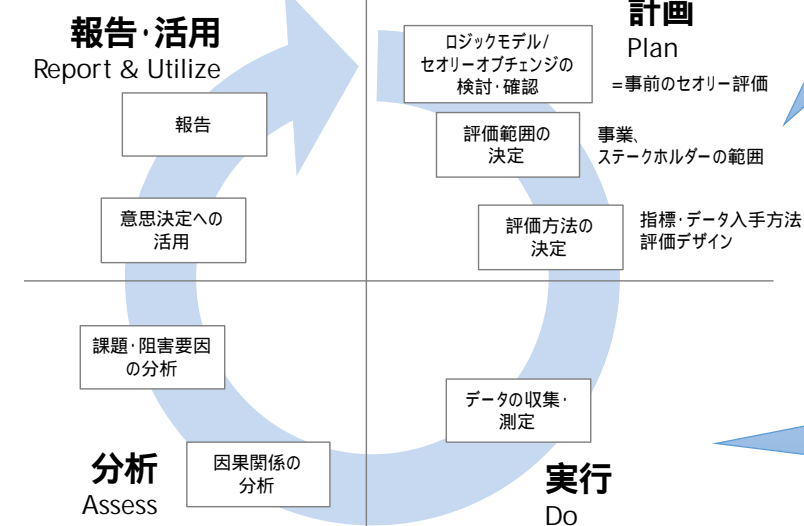 計画
Plan
ロジックモデル/
セオリーオブチェンジの
検討･確認
=事前のセオリー評価
評価範囲の
決定
事業、
ステークホルダーの範囲
評価方法の
決定
指標･データ入手方法
評価デザイン
データの収集･
測定
実行
Do
因果関係の
分析
分析
Assess
課題･阻害要因
の分析
意思決定への
活用
報告
報告･活用
Report & Utilize